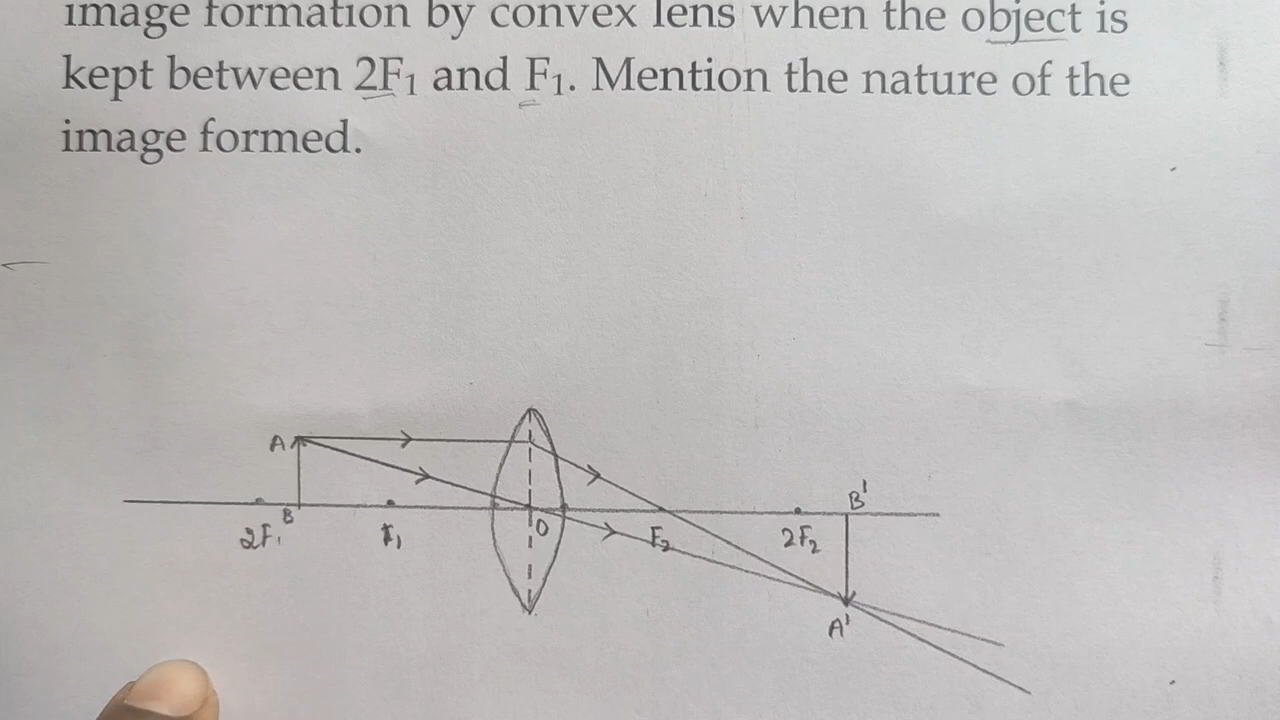 image formation by convex lens when the object is
kept between 2F₁ and F₁. Mention the nature of the
image formed.
A
B'
B
2F₁
F₁
O
F₂
2F₂
A'